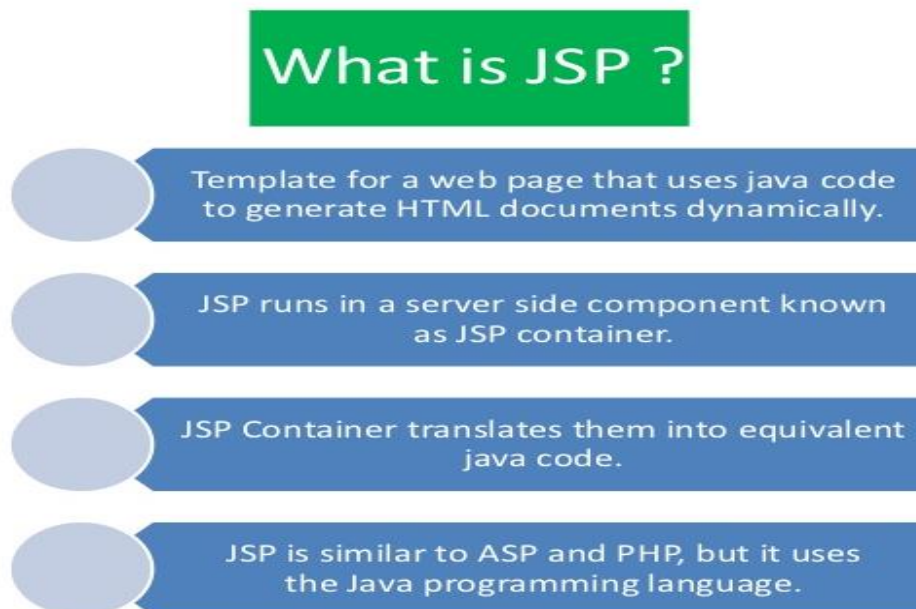 What is JSP ?
Template for a web page that uses java code
to generate HTML documents dynamically.
JSP runs in a server side component known
as JSP container.
JSP Container translates them into equivalent
java code.
JSP is similar to ASP and PHP, but it uses
the Java programming language.